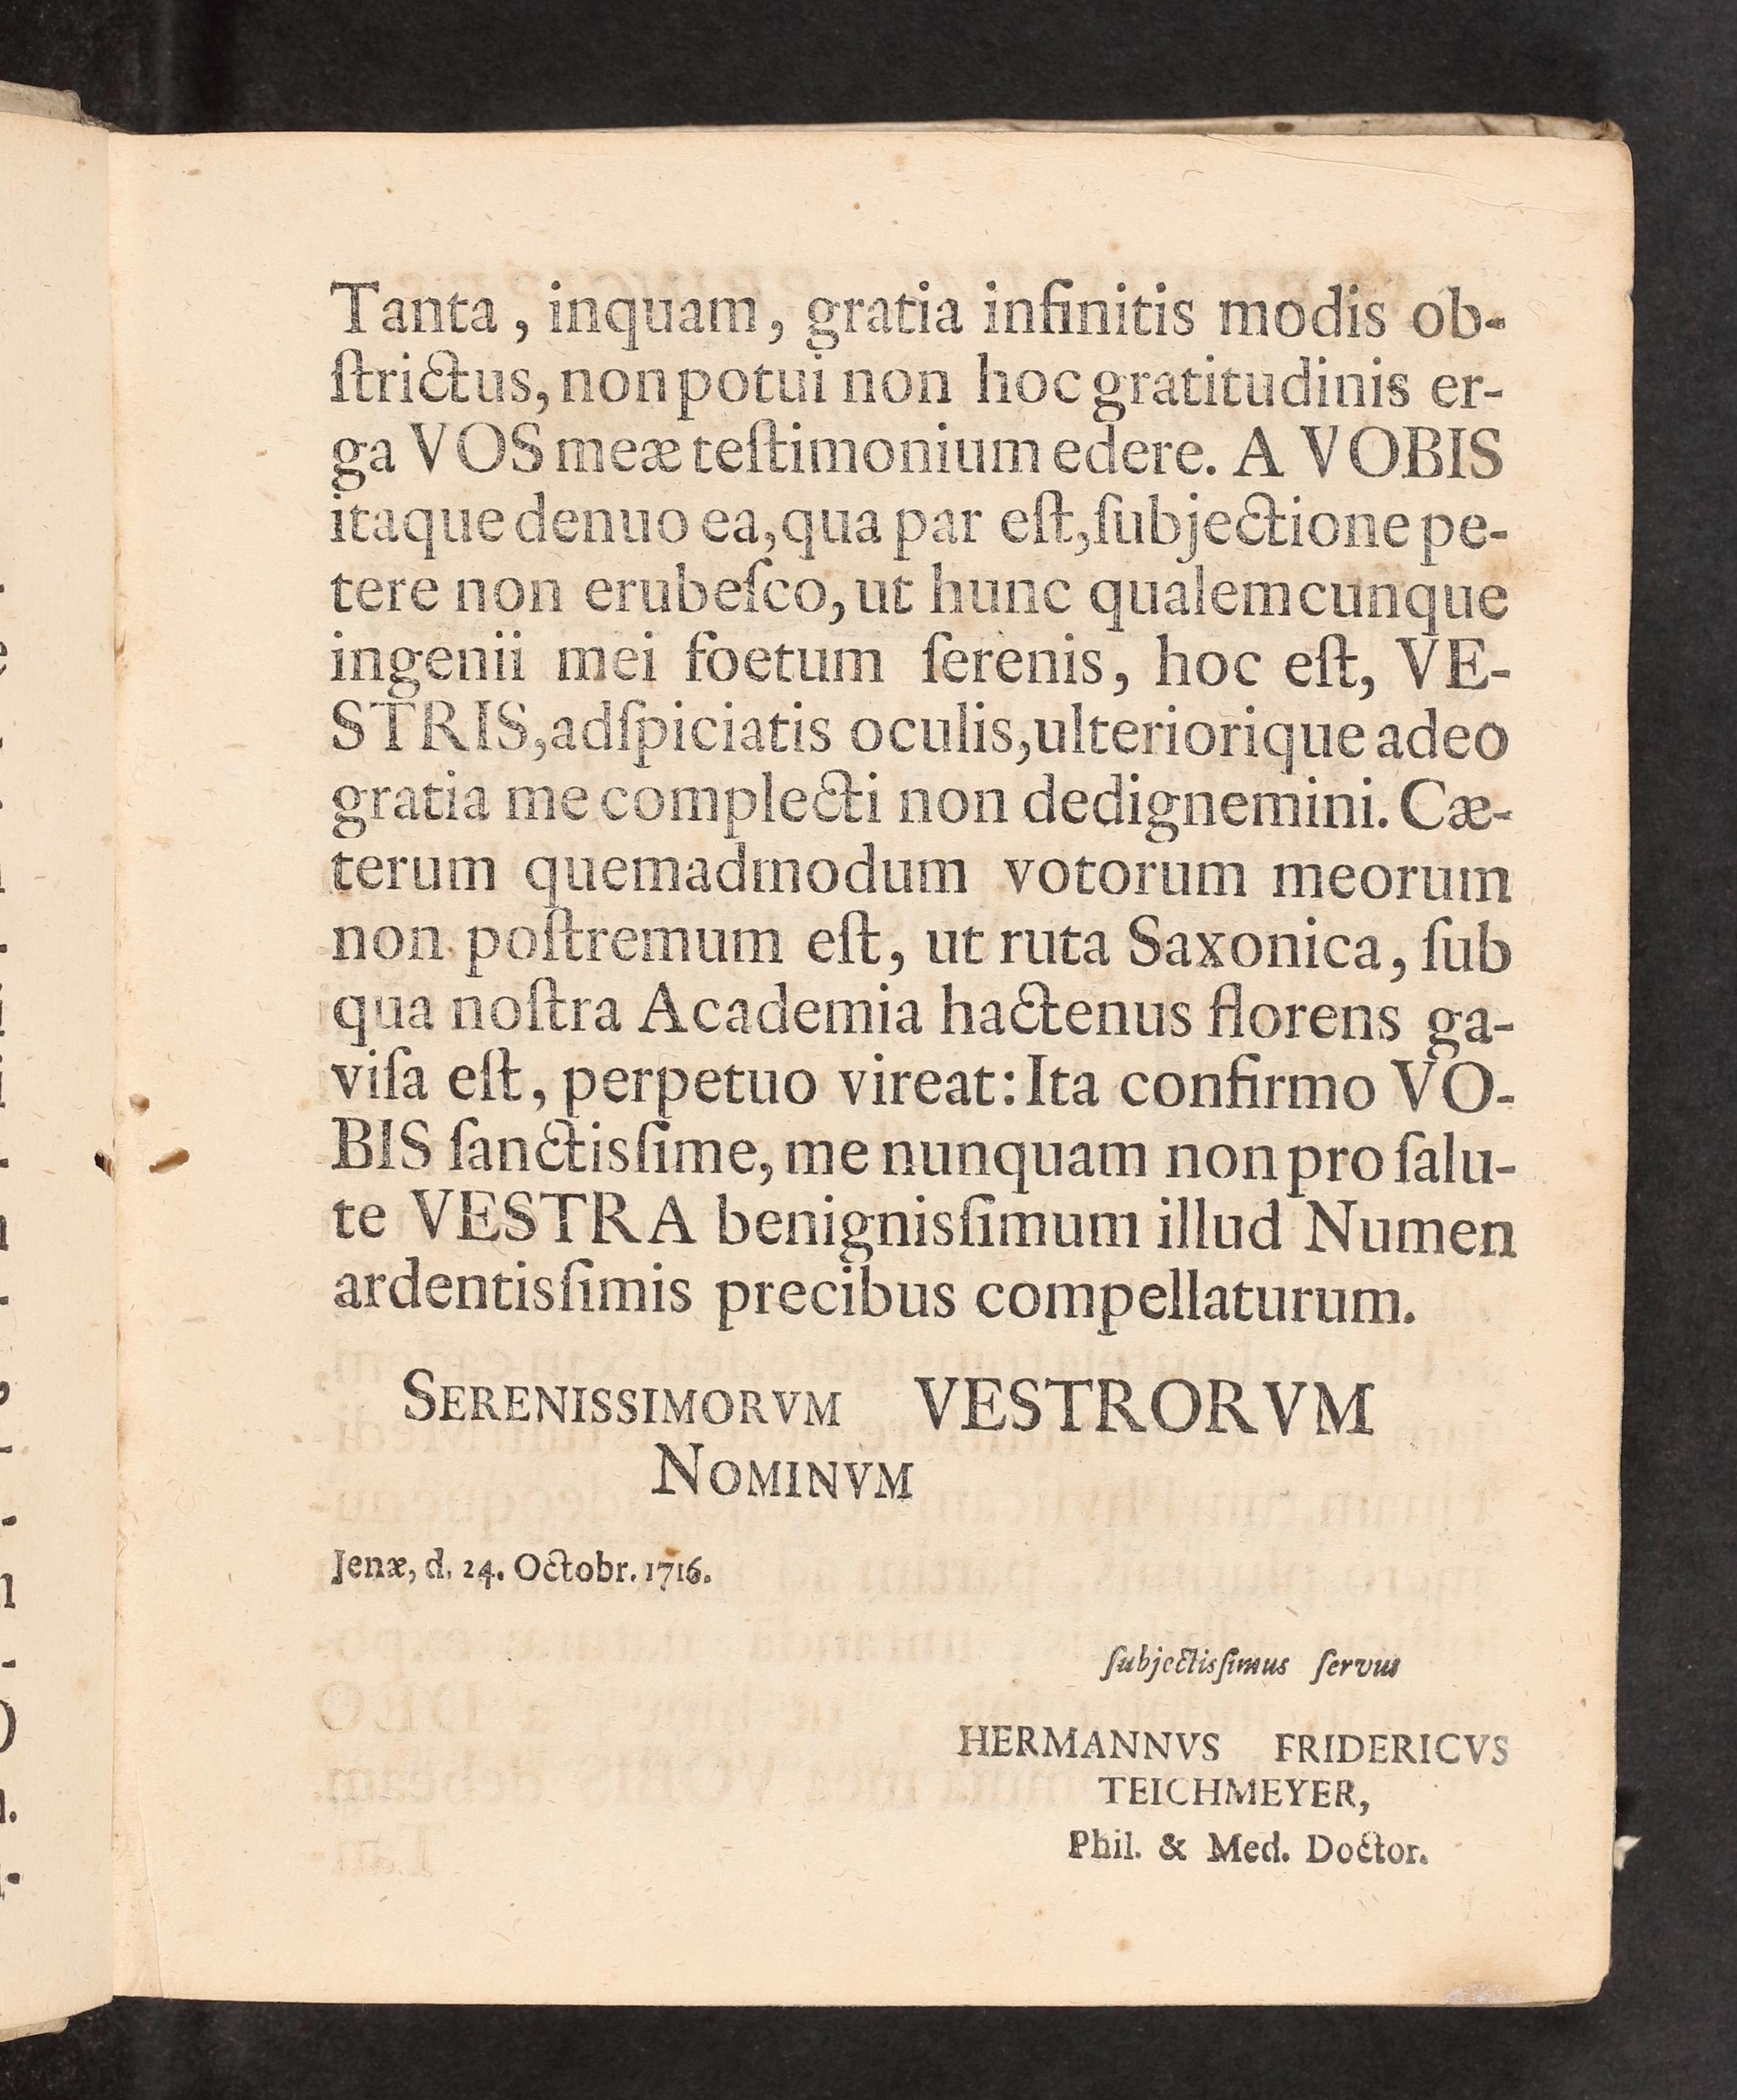 Tanta, inquam, gratia infinitis modis ob-
ſtrictus, non potui non hoc gratitudinis er-
ga VOS meæ teſtimonium edere. A VOBIS
itaque denuo ea, qua par eſt, ſubjectione pe-
tere non erubeſco, ut hunc qualemcunque
ingenii mei foetum ſerenis, hoc eſt, VE-
STRIS, adſpiciatis oculis, ulteriorique adeo
gratia me complecti non dedignemini. Cæ-
terum quemadmodum votorum meorum
non poſtremum eſt, ut ruta Saxonica, ſub
qua noſtra Academia hactenus florens ga-
viſa eſt, perpetuo vireat: Ita confirmo VO-
BIS ſanctisſime, me nunquam non pro ſalu-
te VESTRA benignisſimum illud Numen
ardentisſimis precibus compellaturum.
SERENISSIMORVM VESTRORVM
NOMINVM
Jenæ, d. 24. Octobr. 1716.
ſubjectisſimus ſervus
HERMANNVS FRIDERICVS
TEICHMEYER,
Phil. & Med. Doctor.